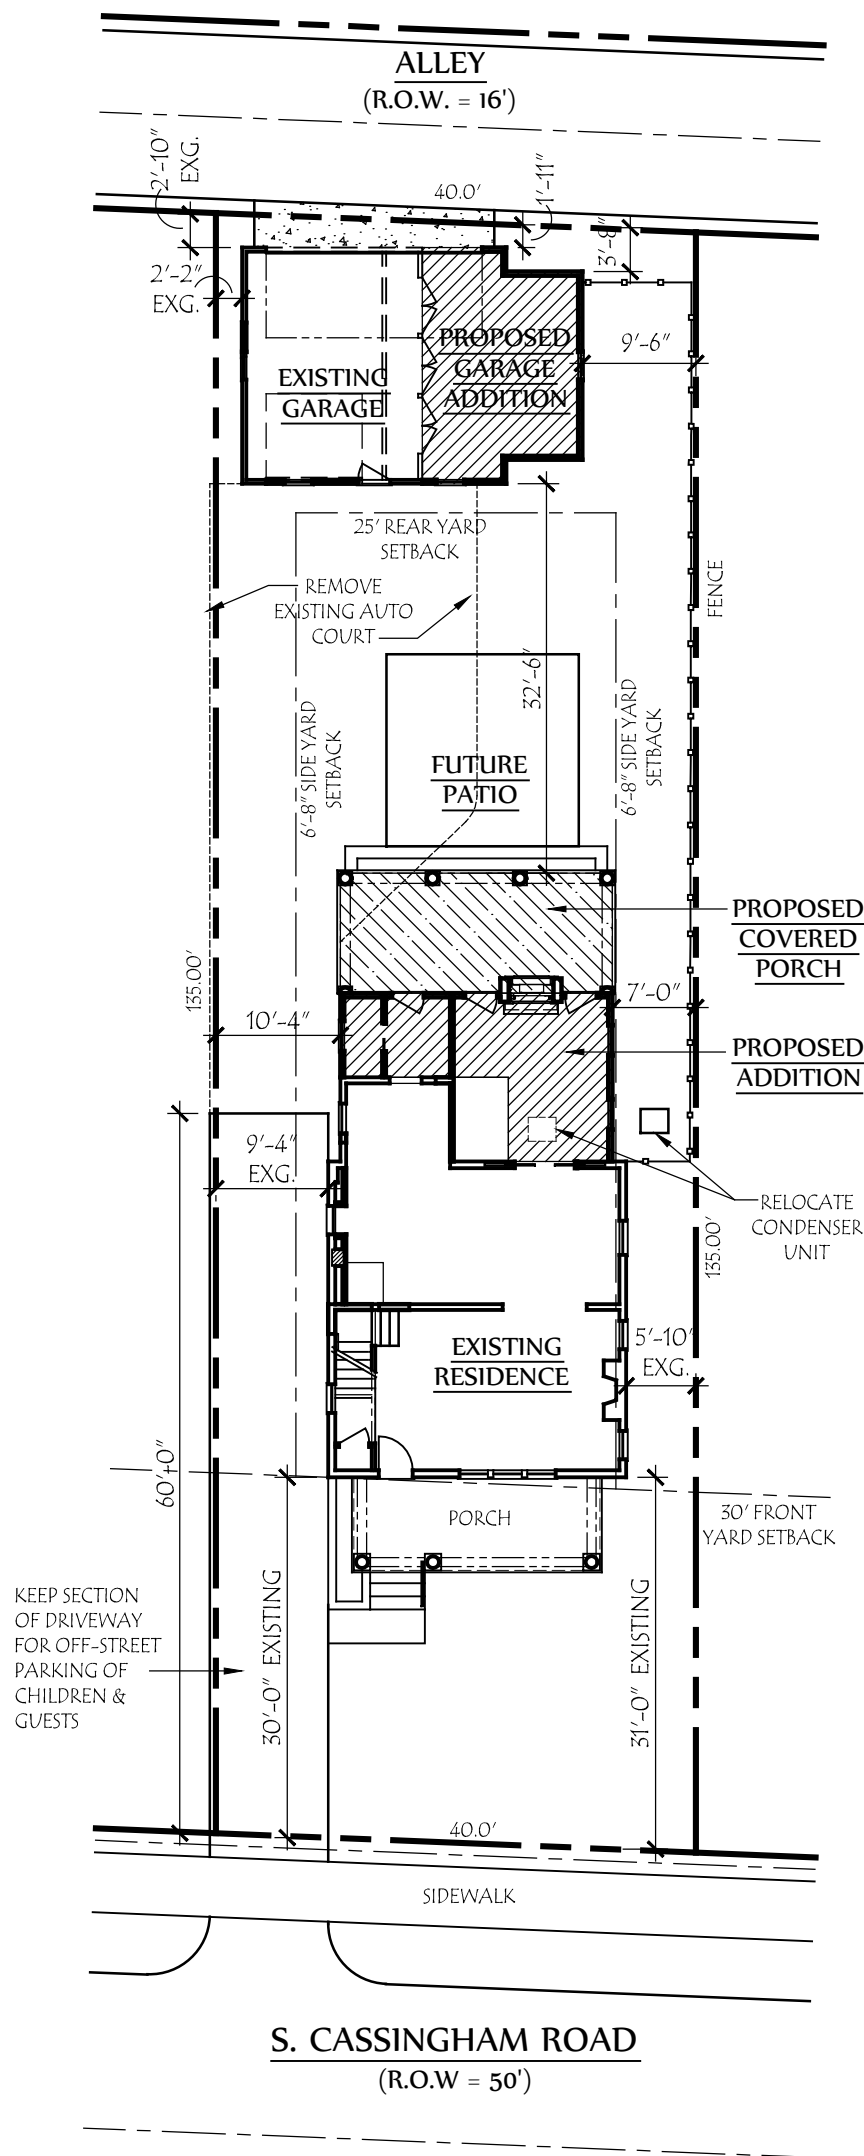 ALLEY
(R.O.W. = 16')
2'-10"
EXG.
40.0'
1'-11"
3'-8"
2'-2"
EXG.
9'-6"
PROPOSED
GARAGE
ADDITION
EXISTING
GARAGE
25' REAR YARD
SETBACK
REMOVE
EXISTING AUTO
COURT
FENCE
32'-6"
6'-8" SIDE YARD
SETBACK
6'-8" SIDE YARD
SETBACK
FUTURE
PATIO
PROPOSED
COVERED
PORCH
135.00'
10'-4"
7'-0"
PROPOSED
ADDITION
9'-4"
EXG.
RELOCATE
CONDENSER
UNIT
135.00'
EXISTING
RESIDENCE
5'-10"
EXG.
60'±0"
PORCH
30' FRONT
YARD SETBACK
KEEP SECTION
OF DRIVEWAY
FOR OFF-STREET
PARKING OF
CHILDREN &
GUESTS
30'-0" EXISTING
31'-0" EXISTING
40.0'
SIDEWALK
S. CASSINGHAM ROAD
(R.O.W = 50')